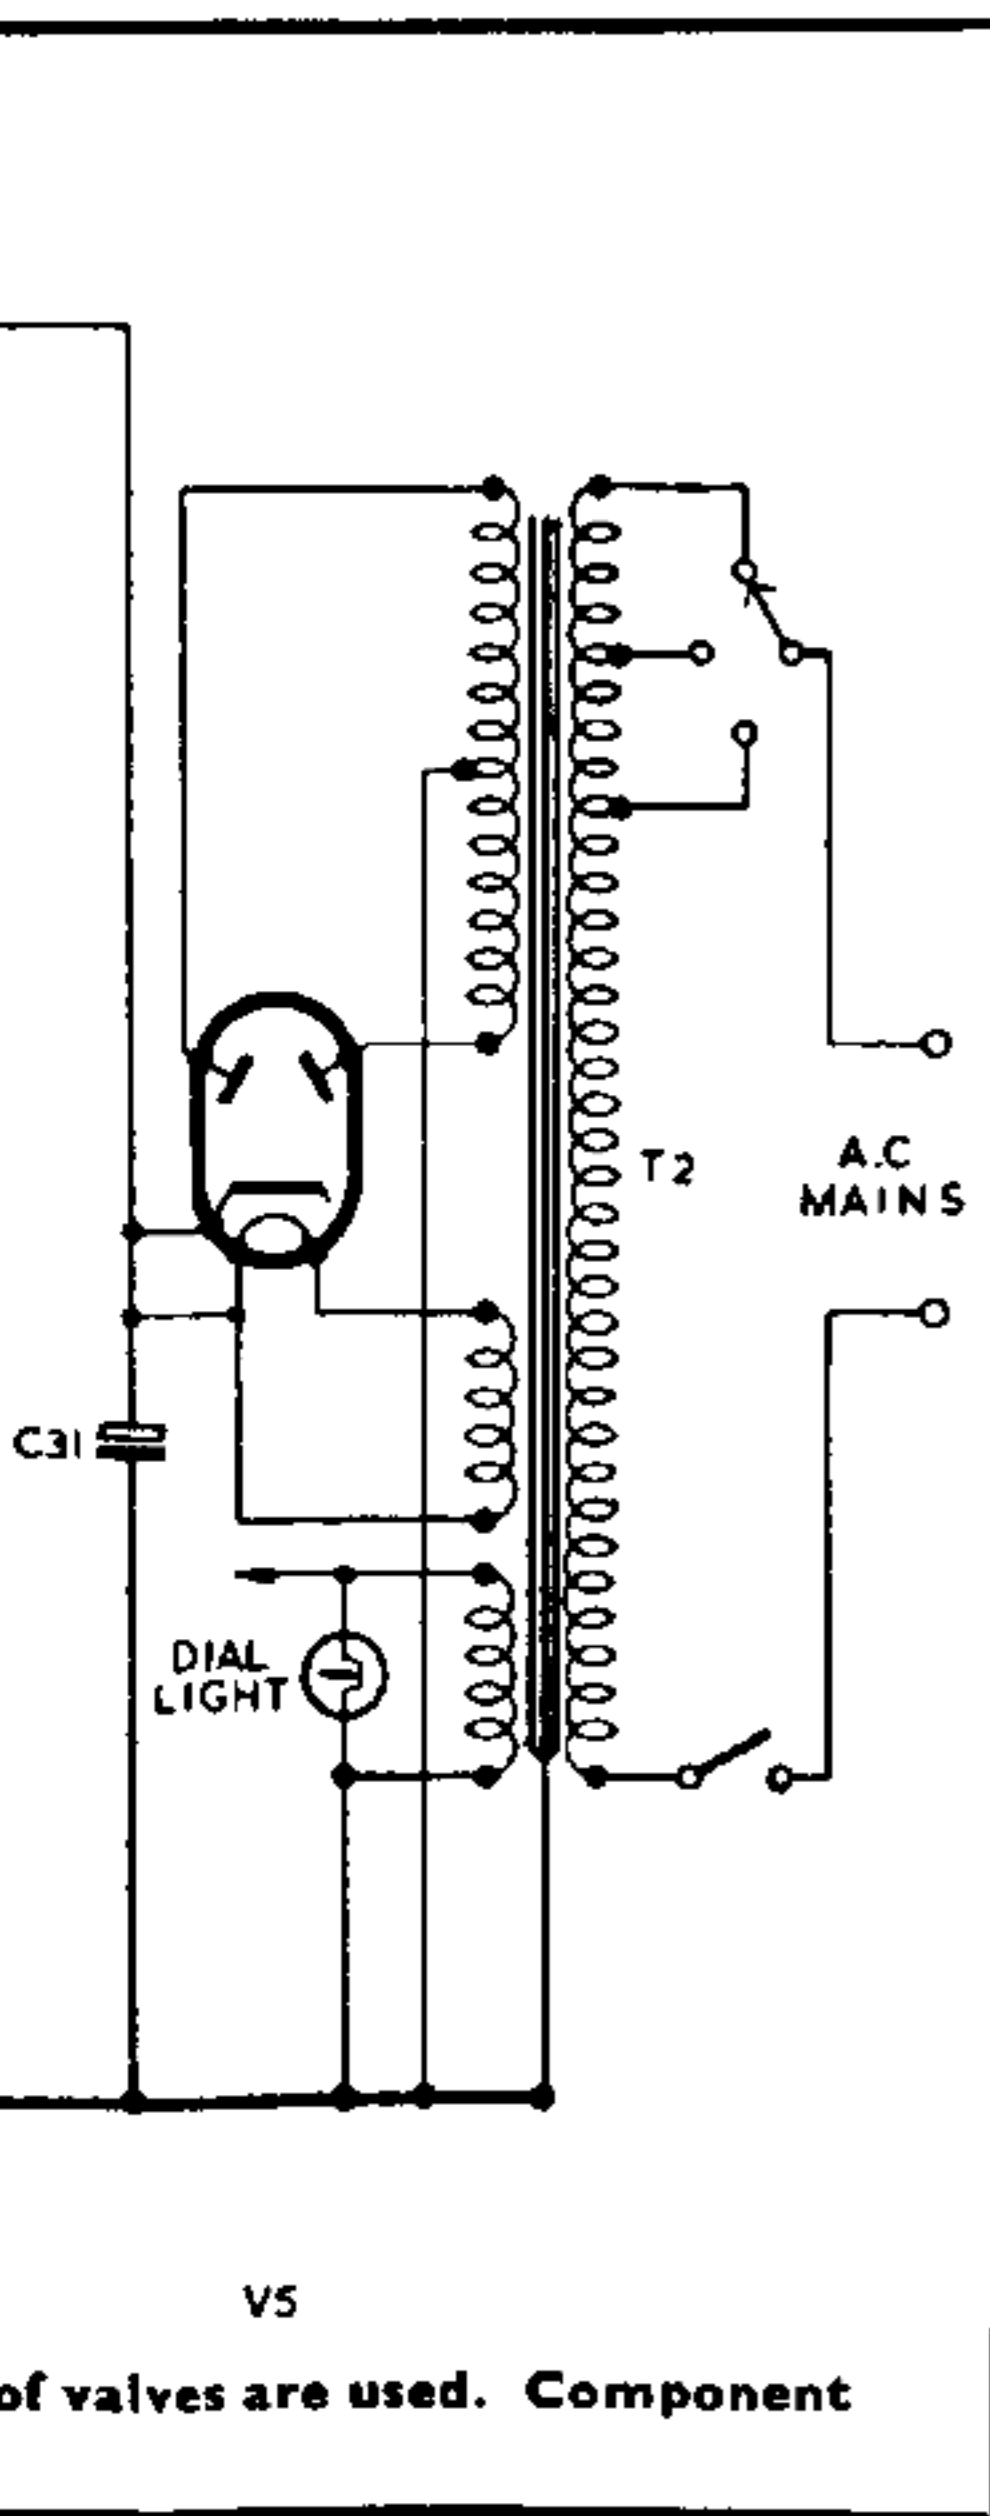 T2
A.C
MAINS
C31
DIAL
LIGHT
V5
of valves are used. Component